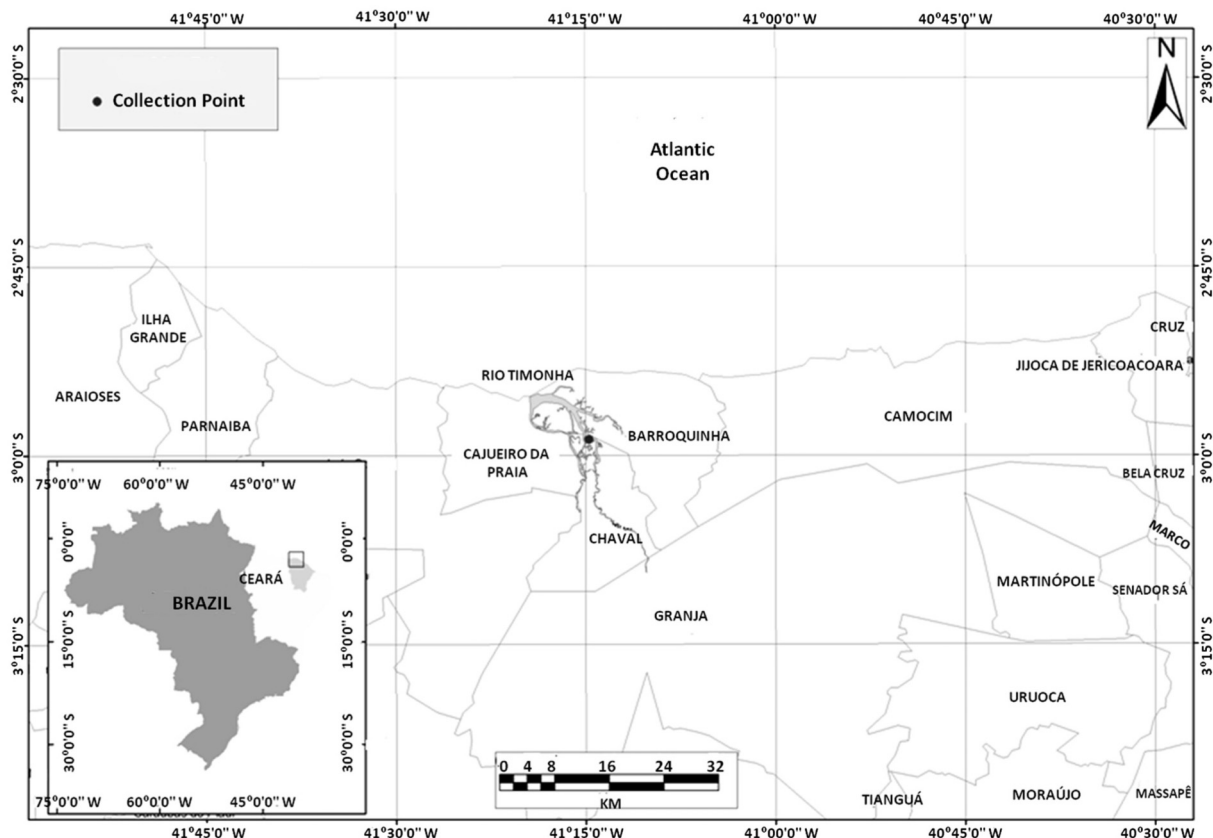 41°45'0"W 41°30'0"W 41°15'0"W 41°00'0"W 40°45'0"W 40°30'0"W
N
2°30'0" S
2°30'0" S
Collection Point
Atlantic
Ocean
2°45'0" S
2°45'0" S
ILHA
GRANDE
CRUZ
JIJOCA DE JERICOACOARA
RIO TIMONHA
ARAIOSES
PARNAIBA
CAMOCIM
BARROQUINHA
CAJUEIRO DA
PRAIA
3°0'0" S
3°0'0" S
BELA CRUZ
75°0'0" W 60°0'0" W 45°0'0" W
MARCO
CHAVAL
0°0'0" S
0°0'0" S
CEARÁ
MARTINÓPOLE
SENADOR SÁ
BRAZIL
GRANJA
15°0'0" S
15°0'0" S
3°15'0" S
3°15'0" S
URUOCA
30°0'0" S
30°0'0" S
0 4 8 16 24 32
KM
TIANGUÁ
MORAÚJO
MASSAPÊ
75°0'0" W 60°0'0" W 45°0'0" W
41°45'0"W 41°30'0"W 41°15'0"W 41°00'0"W 40°45'0"W 40°30'0"W